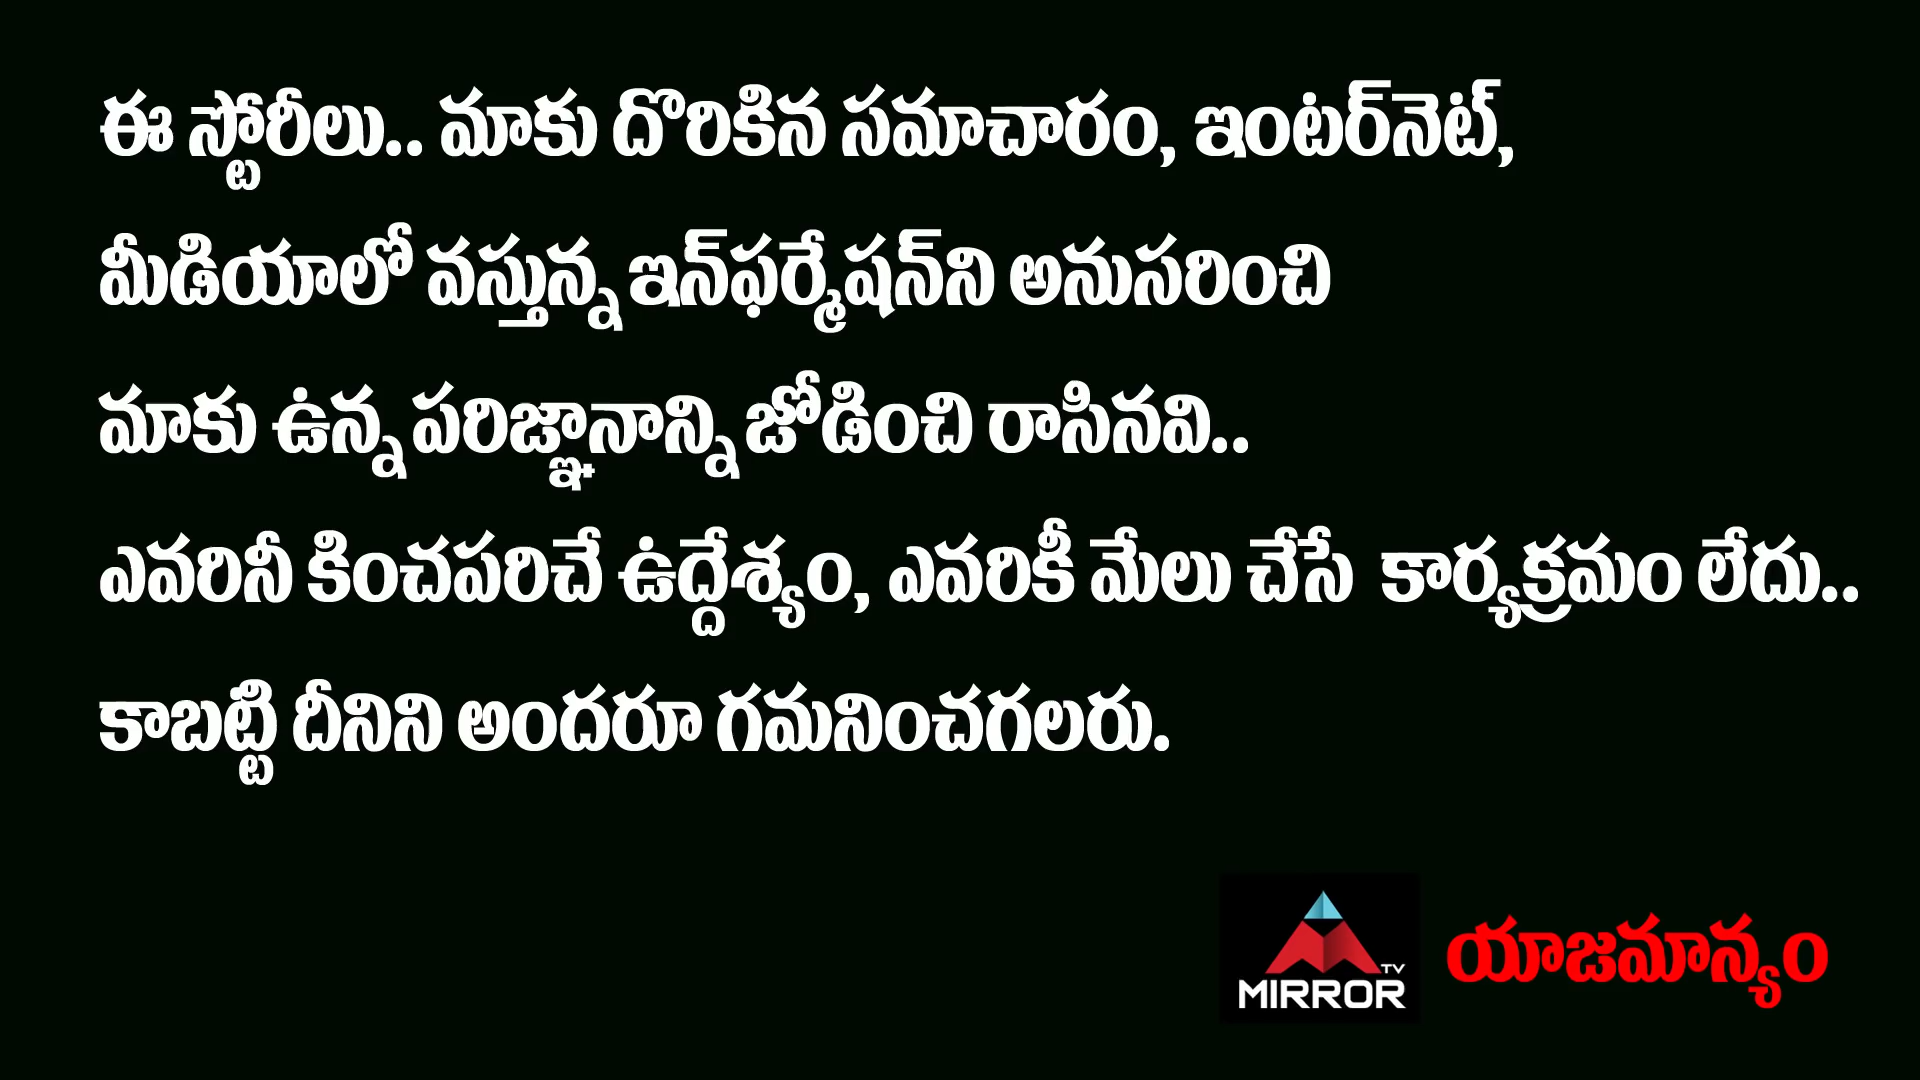 ఈ స్టోరీలు.. మాకు దొరికిన సమాచారం, ఇంటర్‌నెట్,
మీడియాలో వస్తున్న ఇన్‌ఫర్మేషన్‌ని అనుసరించి
మాకు ఉన్న పరిజ్ఞానాన్ని జోడించి రాసినవి..
ఎవరినీ కించపరిచే ఉద్దేశ్యం, ఎవరికీ మేలు చేసే కార్యక్రమం లేదు..
కాబట్టి దీనిని అందరూ గమనించగలరు.
TV
MIRROR
యాజమాన్యం